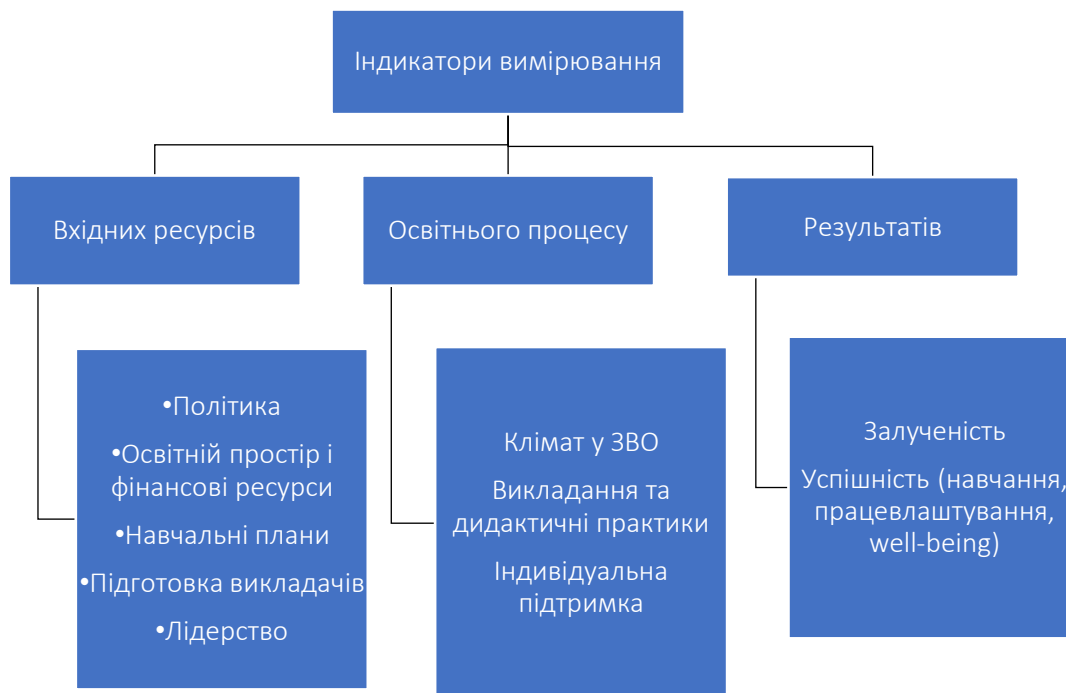 Індикатори вимірювання
Вхідних ресурсів
Освітнього процесу
Результатів
•Політика
•Освітній простір і
фінансові ресурси
•Навчальні плани
•Підготовка викладачів
•Лідерство
Клімат у ЗВО
Викладання та
дидактичні практики
Індивідуальна
підтримка
Залученість
Успішність (навчання,
працевлаштування,
well-being)